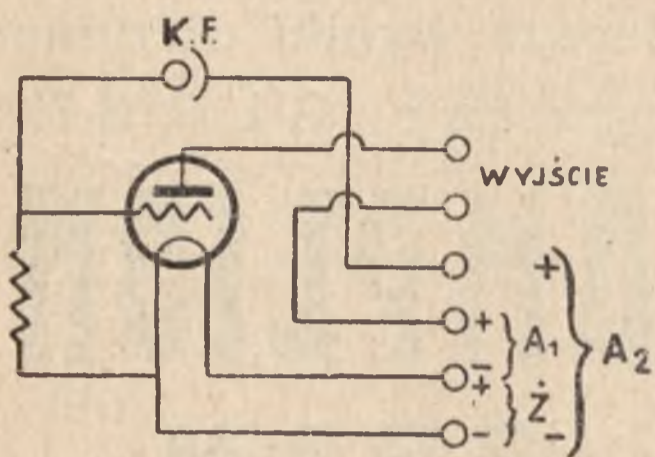 K.F.
WYJŚCIE
+
+ A₁ A₂
∓
Ż
- -